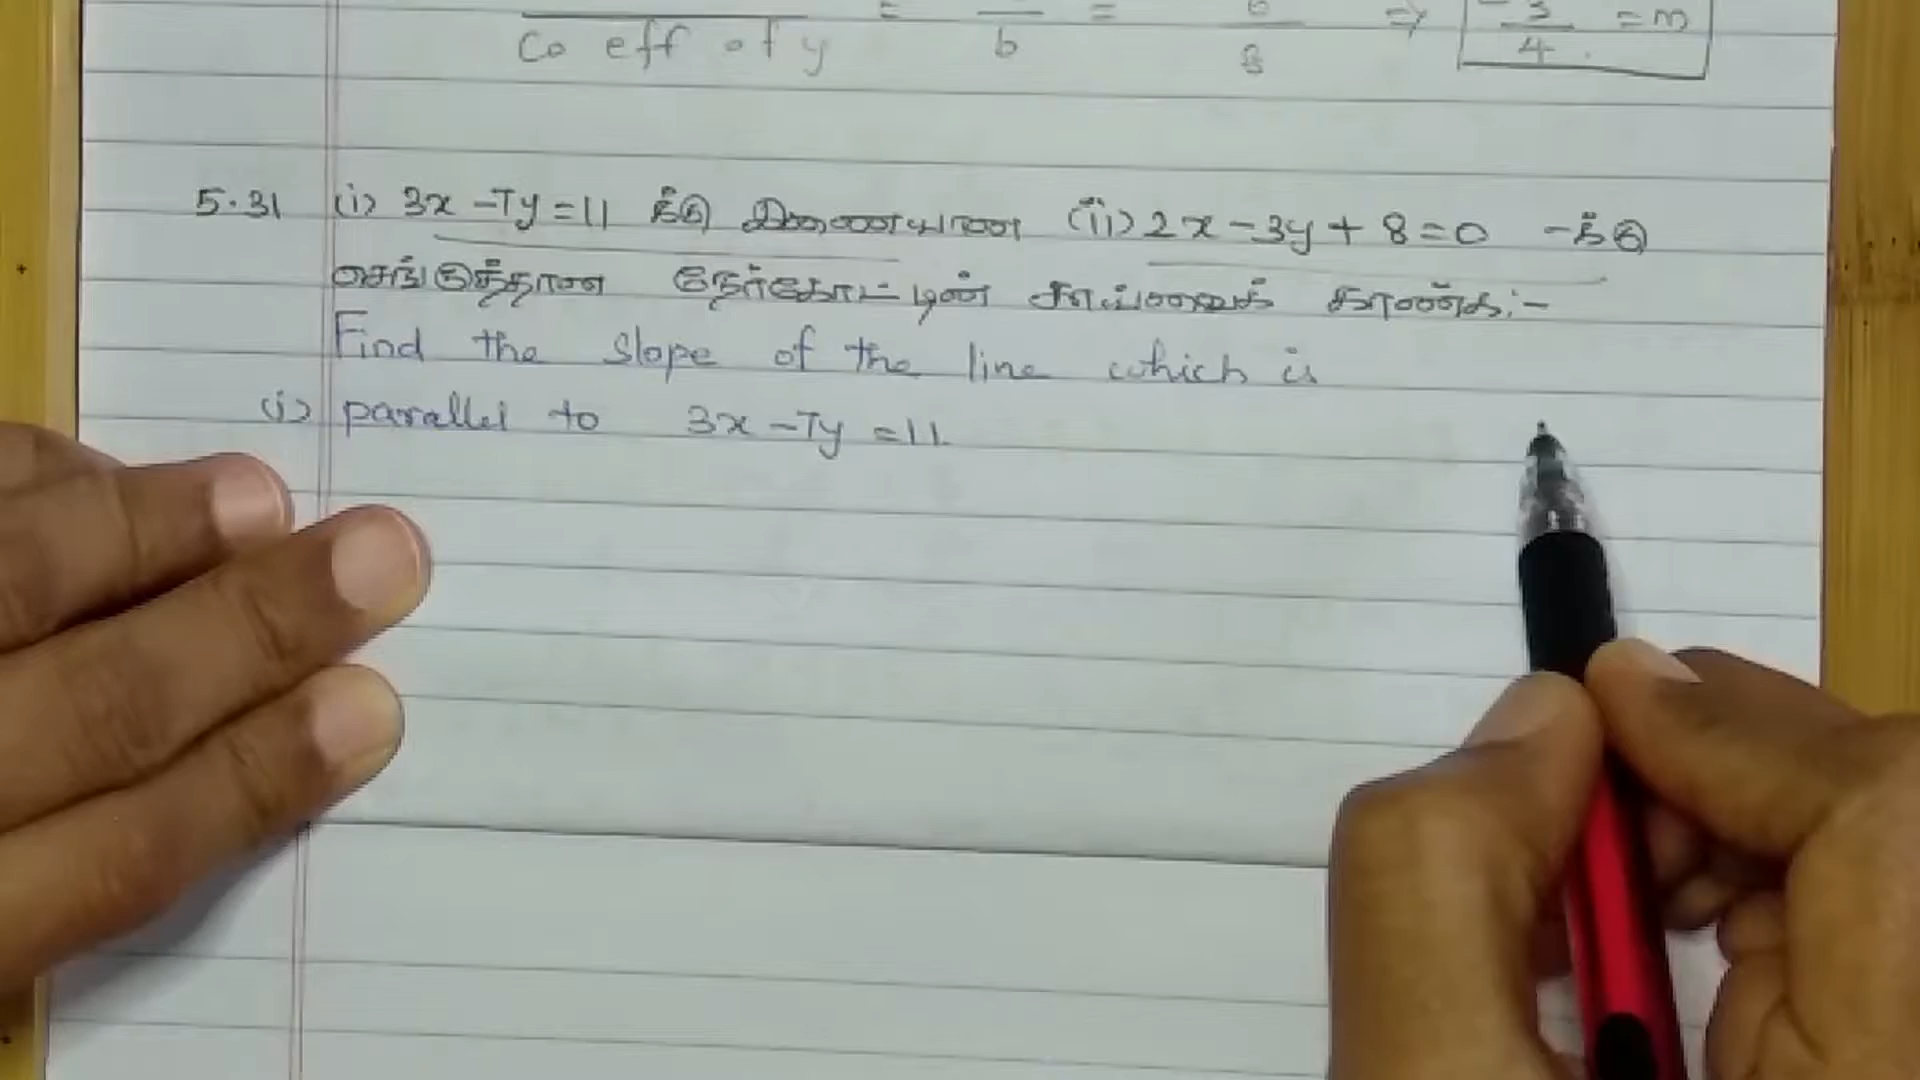 Co eff of y = b = 8 ⇒ -3/4 = m
5.31 (i) 3x - 7y = 11 க்கு இணையான (ii) 2x - 3y + 8 = 0 -க்கு
செங்குத்தான நேர்கோட்டின் சாய்வைக் காண்க:-
Find the slope of the line which is
(i) parallel to 3x - 7y = 11.